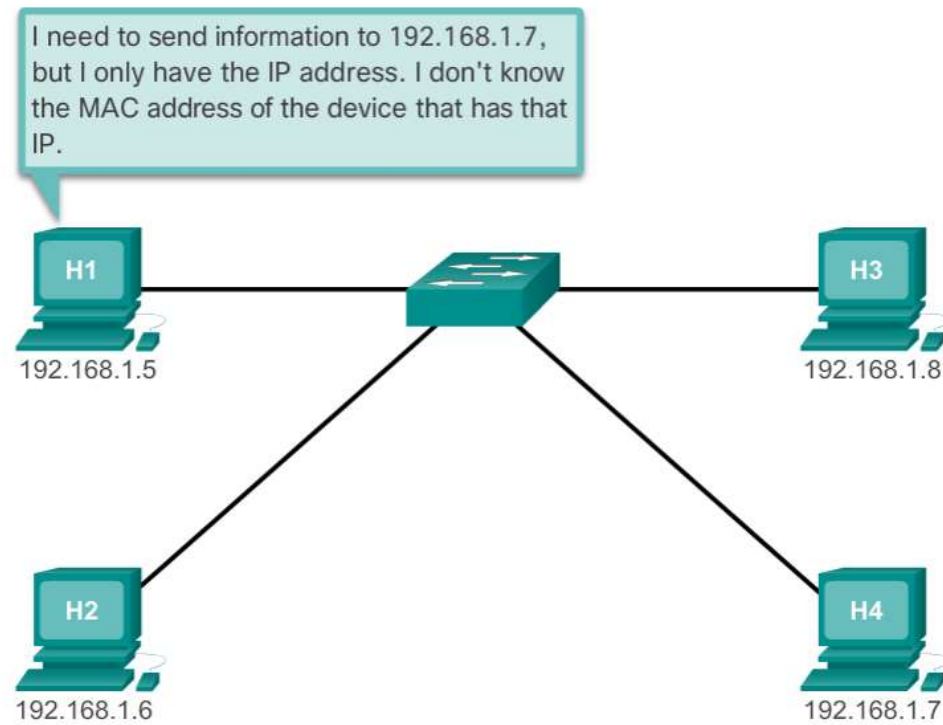 I need to send information to 192.168.1.7,
but I only have the IP address. I don't know
the MAC address of the device that has that
IP.
H1
H3
192.168.1.5
192.168.1.8
H2
H4
192.168.1.6
192.168.1.7